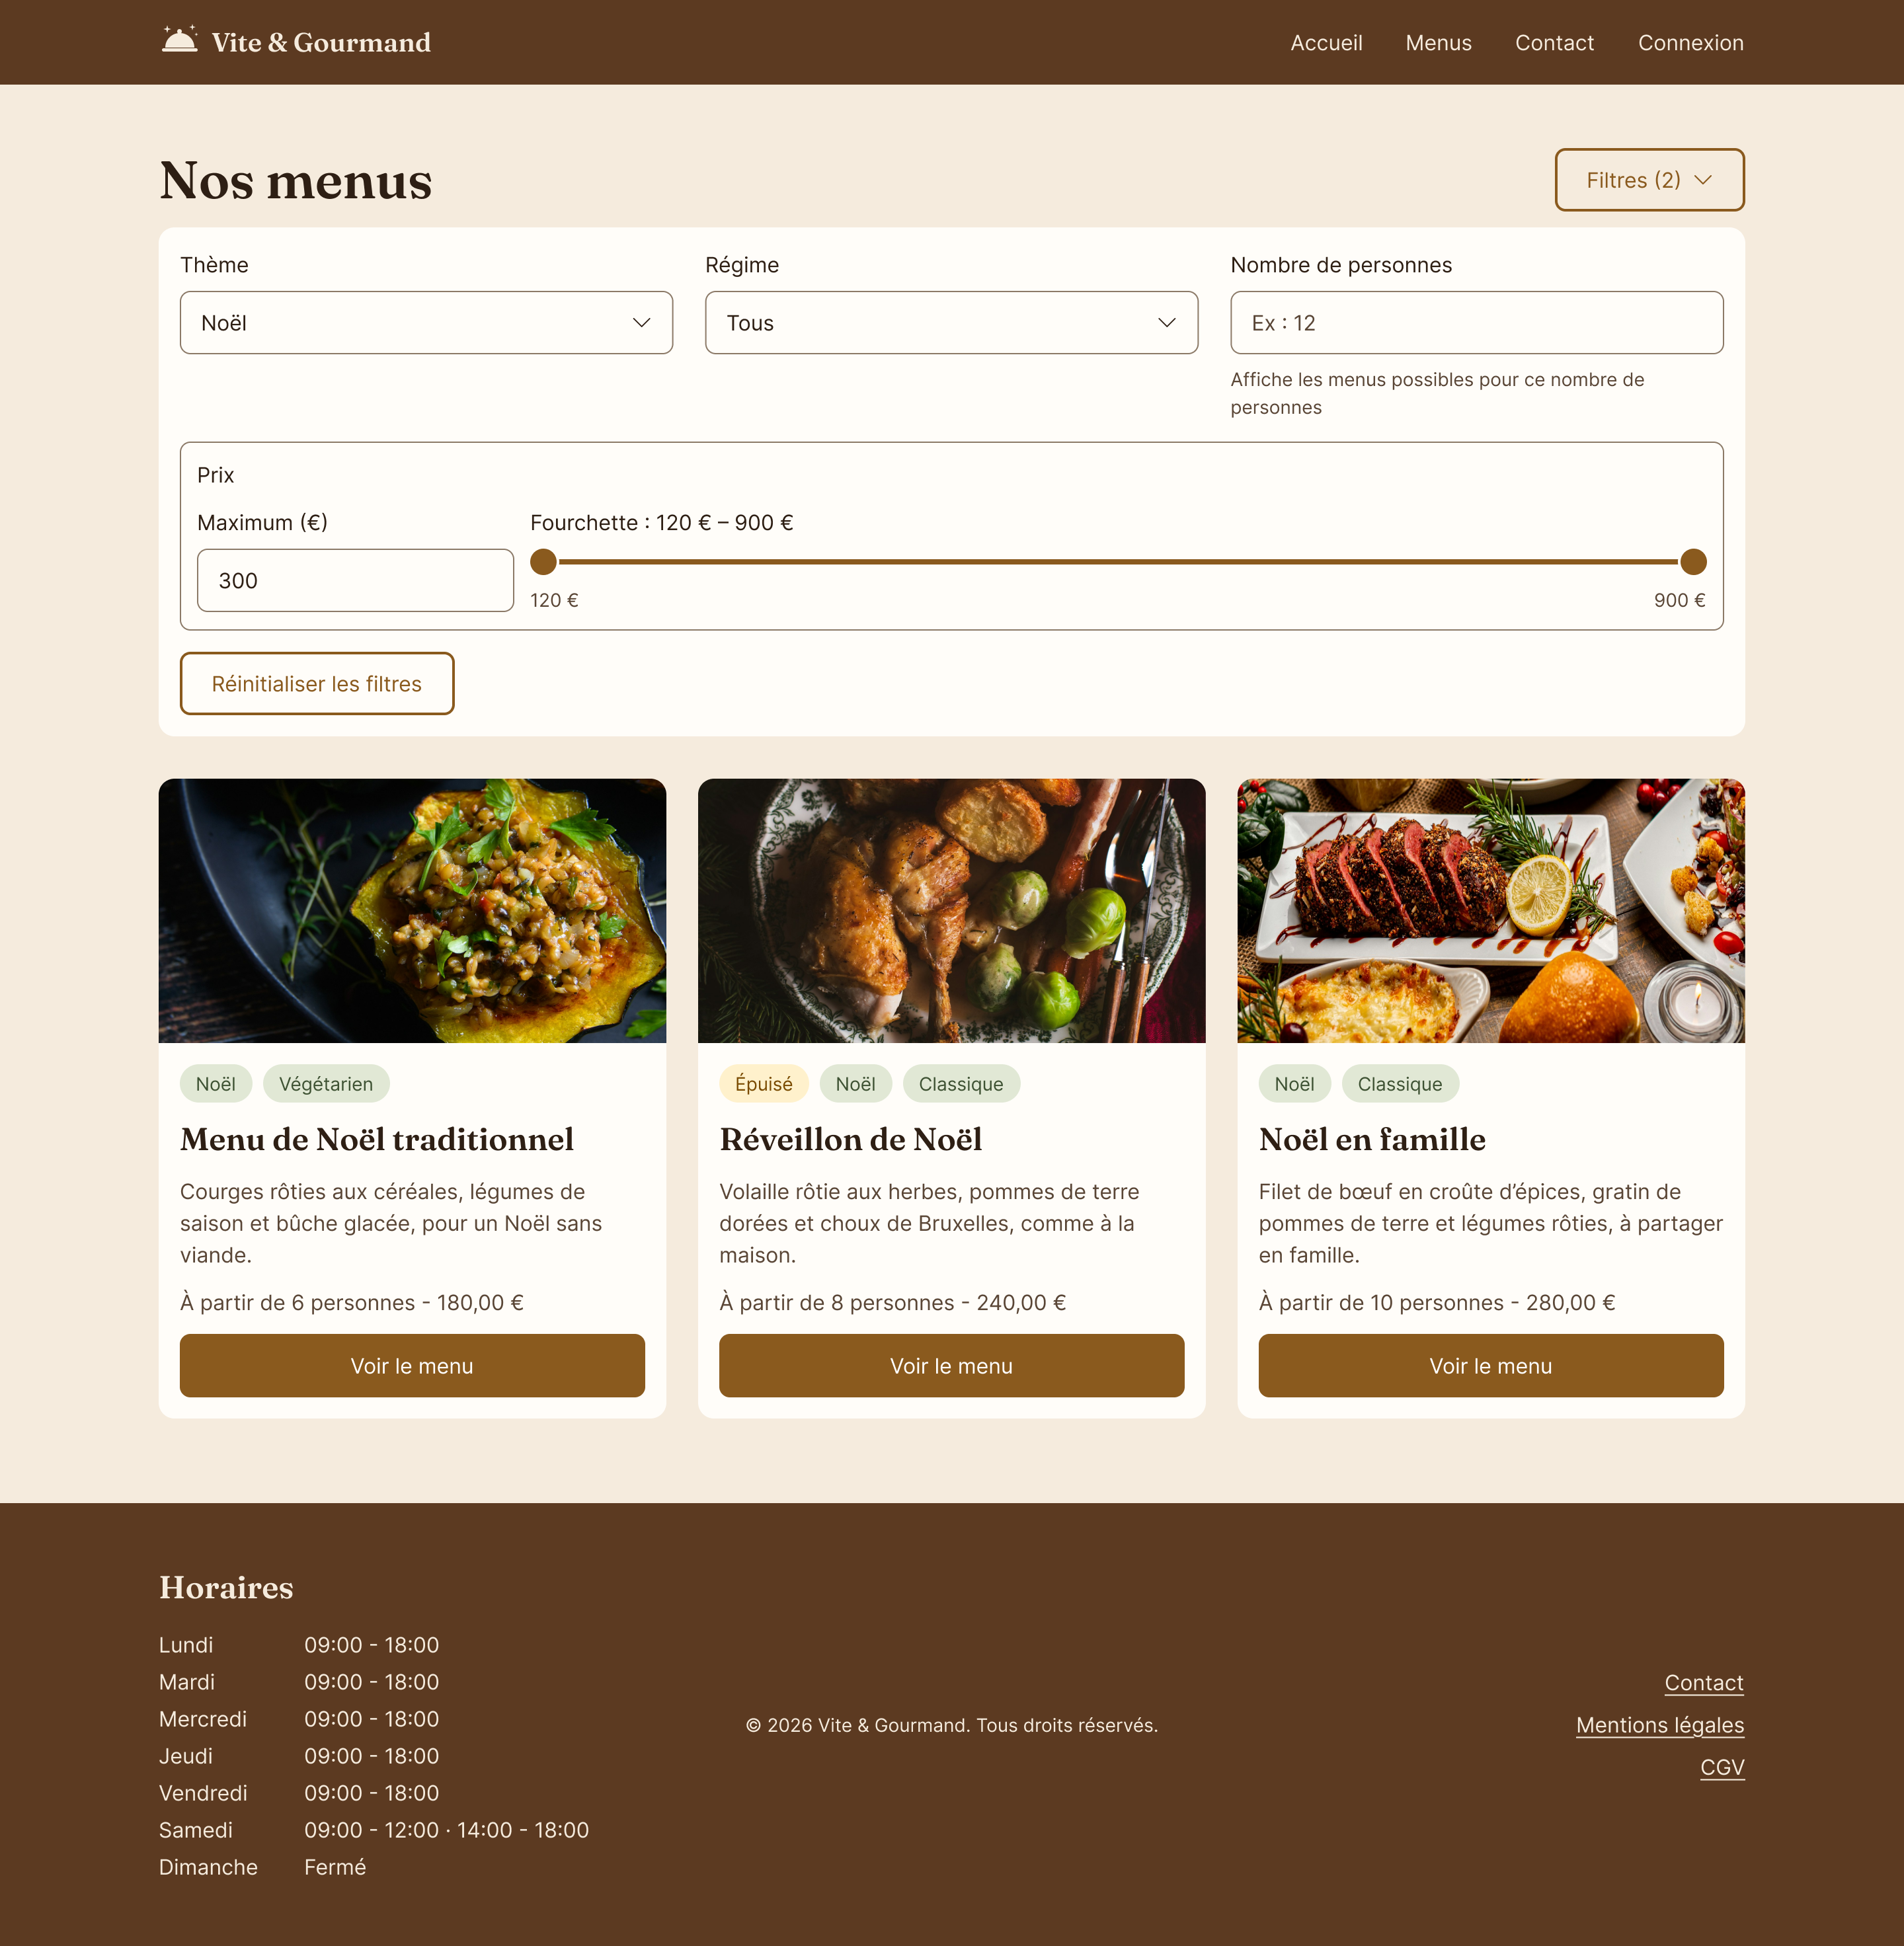 Vite & Gourmand
Accueil
Menus
Contact
Connexion
Nos menus
Filtres (2)
Thème
Noël
Régime
Tous
Nombre de personnes
Ex : 12
Affiche les menus possibles pour ce nombre de
personnes
Prix
Maximum (€)
300
Fourchette : 120 € – 900 €
120 €
900 €
Réinitialiser les filtres
Noël
Végétarien
Menu de Noël traditionnel
Courges rôties aux céréales, légumes de
saison et bûche glacée, pour un Noël sans
viande.
À partir de 6 personnes - 180,00 €
Voir le menu
Épuisé
Noël
Classique
Réveillon de Noël
Volaille rôtie aux herbes, pommes de terre
dorées et choux de Bruxelles, comme à la
maison.
À partir de 8 personnes - 240,00 €
Voir le menu
Noël
Classique
Noël en famille
Filet de bœuf en croûte d’épices, gratin de
pommes de terre et légumes rôties, à partager
en famille.
À partir de 10 personnes - 280,00 €
Voir le menu
Horaires
Lundi 09:00 - 18:00
Mardi 09:00 - 18:00
Mercredi 09:00 - 18:00
Jeudi 09:00 - 18:00
Vendredi 09:00 - 18:00
Samedi 09:00 - 12:00 · 14:00 - 18:00
Dimanche Fermé
© 2026 Vite & Gourmand. Tous droits réservés.
Contact
Mentions légales
CGV